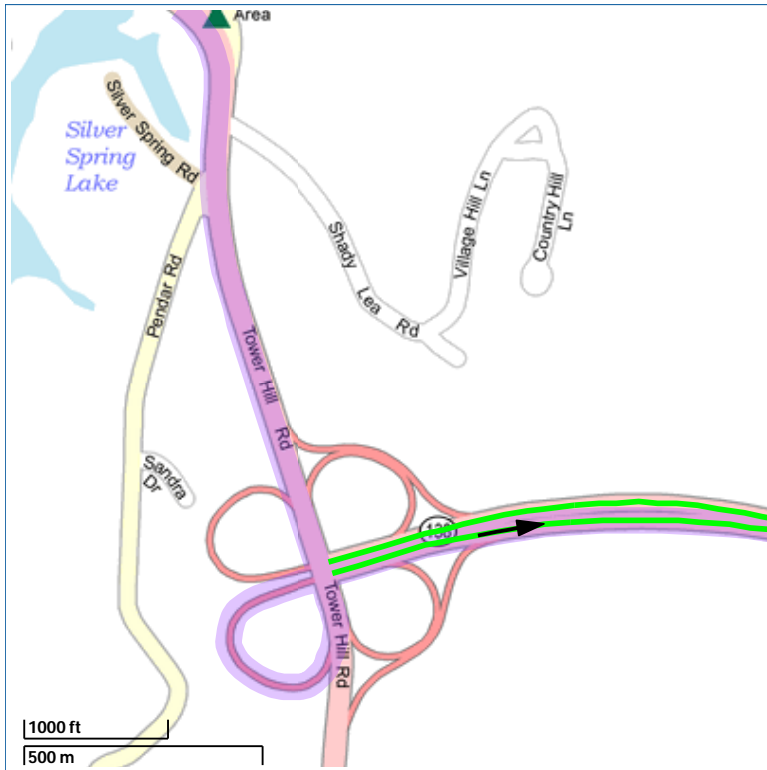 Area
Silver Spring Rd
Silver
Spring
Lake
Shady Lea Rd
Village Hill Ln
Country Hill
Ln
Pendar Rd
Tower Hill Rd
Sandra
Dr
138
Tower Hill Rd
1000 ft
500 m